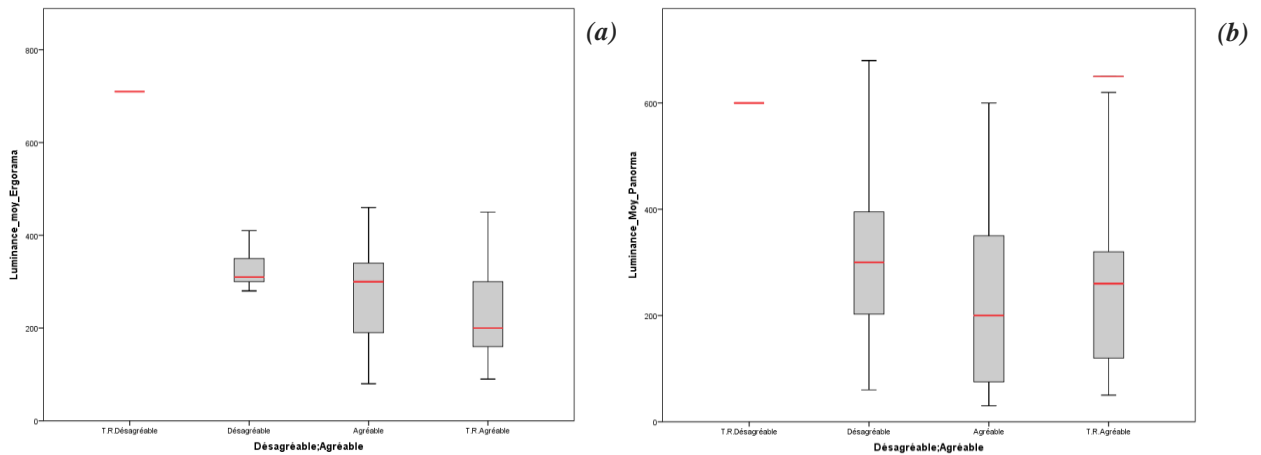 (a)
Luminance_moy_Ergorama
800
600
400
200
0
T.R.Désagréable
Désagréable
Agréable
T.R.Agréable
Désagréable;Agréable
(b)
Luminance_Moy_Panorma
600
400
200
0
T.R.Désagréable
Désagréable
Agréable
T.R.Agréable
Désagréable;Agréable